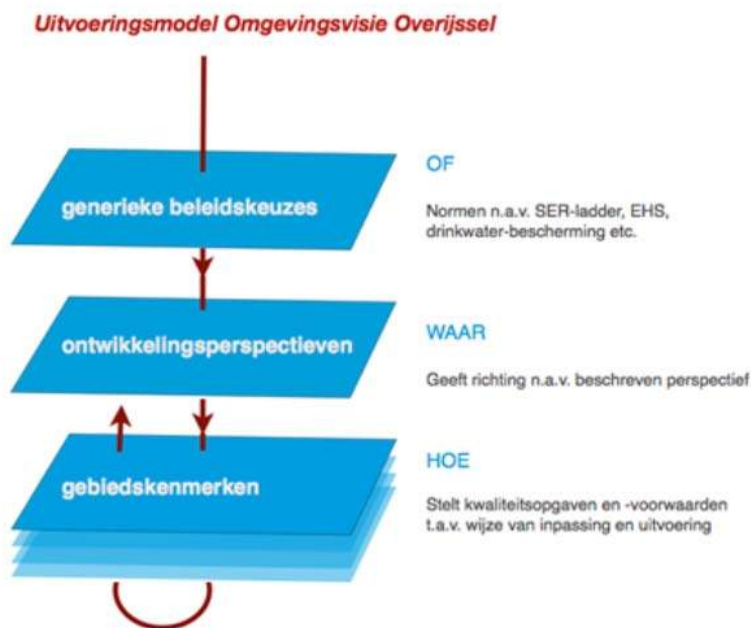 Uitvoeringsmodel Omgevingsvisie Overijssel
generieke beleidskeuzes
OF
Normen n.a.v. SER-ladder, EHS,
drinkwater-bescherming etc.
ontwikkelingsperspectieven
WAAR
Geeft richting n.a.v. beschreven perspectief
gebiedskenmerken
HOE
Stelt kwaliteitsopgaven en -voorwaarden
t.a.v. wijze van inpassing en uitvoering